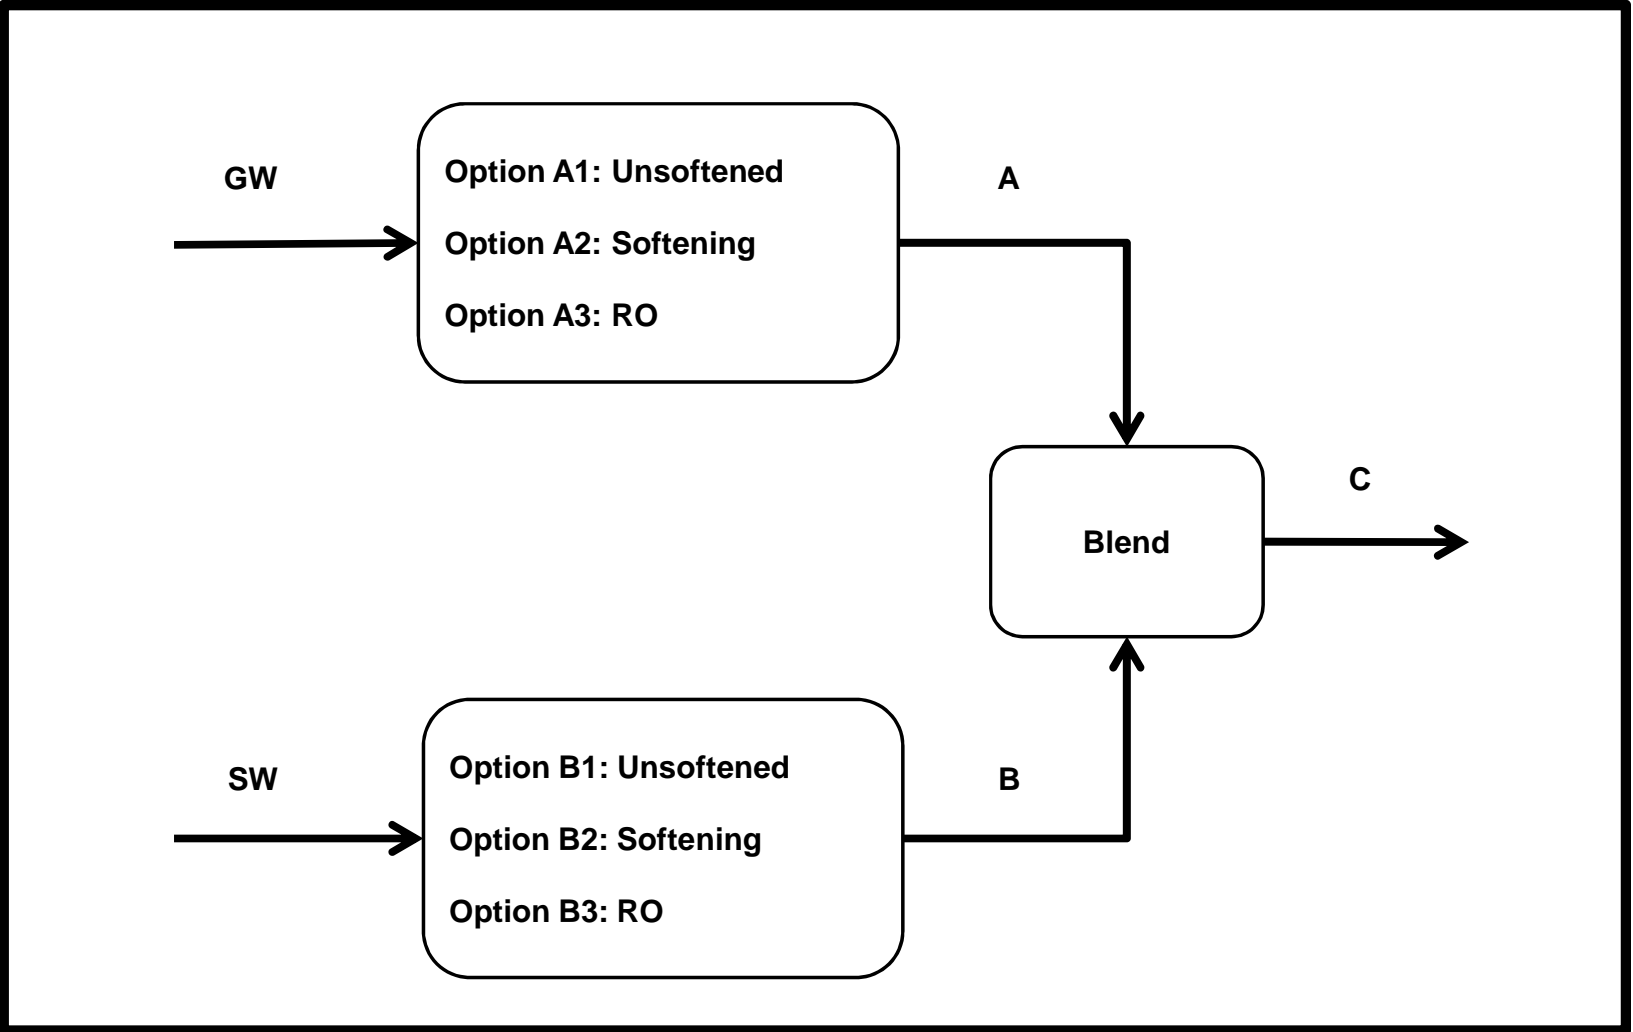 GW
Option A1: Unsoftened
Option A2: Softening
Option A3: RO
A
Blend
C
SW
Option B1: Unsoftened
Option B2: Softening
Option B3: RO
B